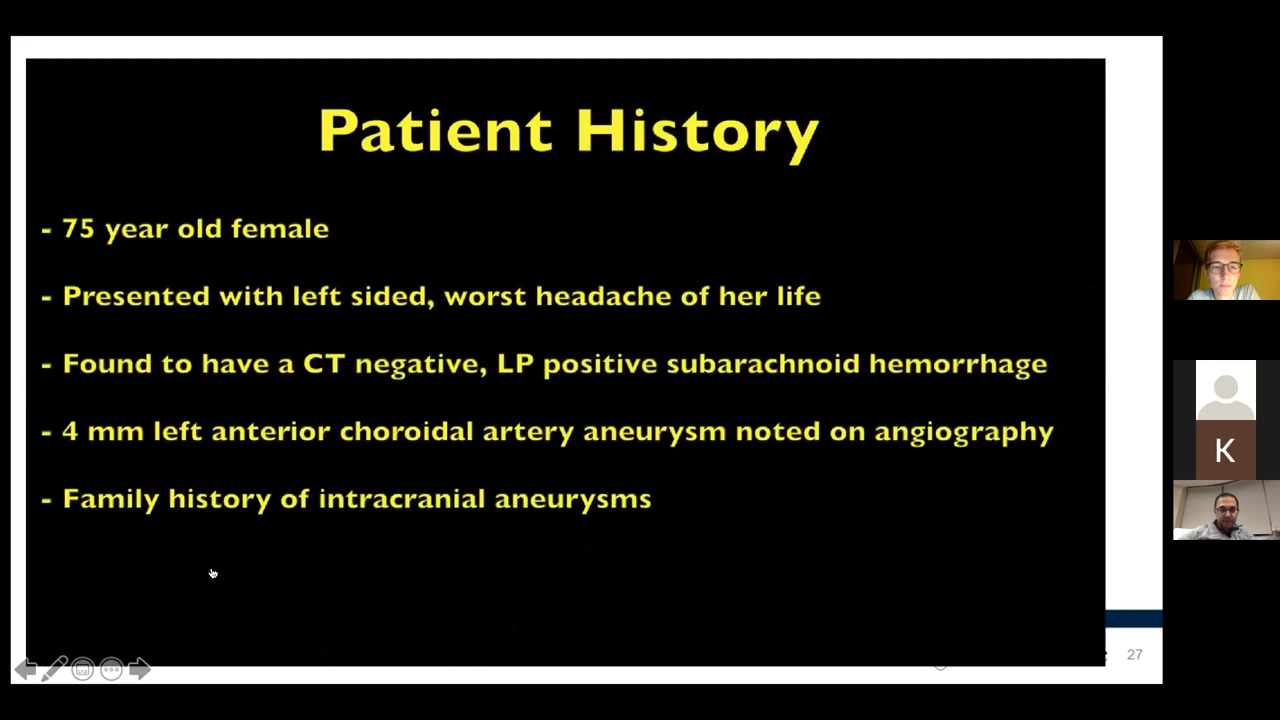 Patient History
- 75 year old female
- Presented with left sided, worst headache of her life
- Found to have a CT negative, LP positive subarachnoid hemorrhage
- 4 mm left anterior choroidal artery aneurysm noted on angiography
- Family history of intracranial aneurysms
27
K